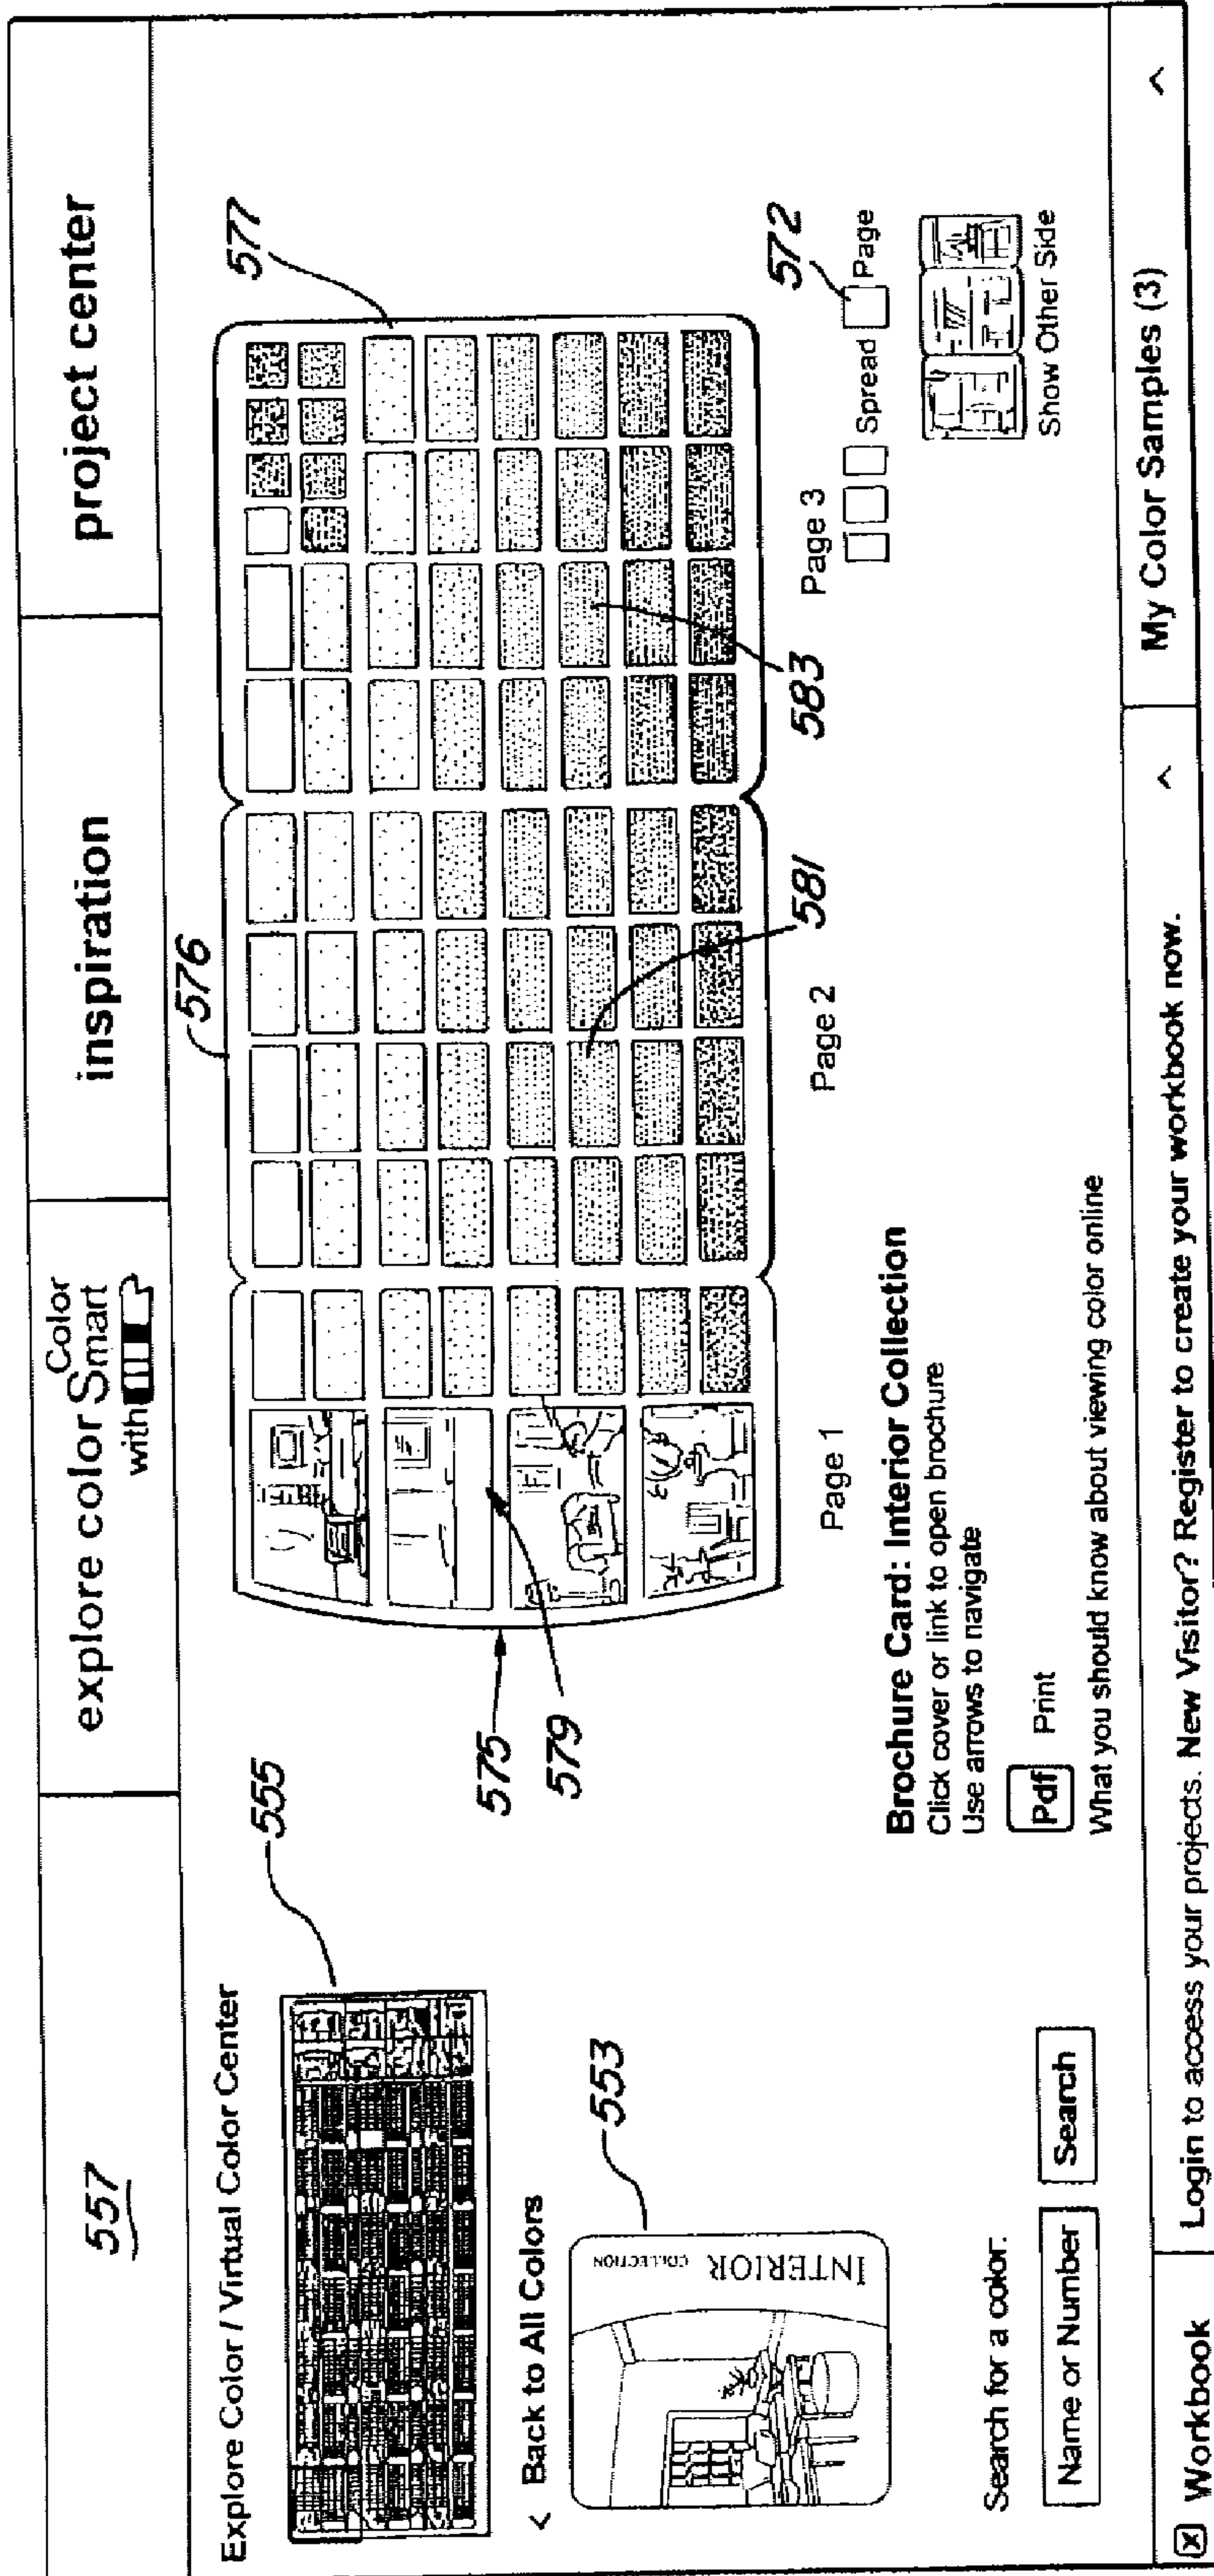 557
explore color
Color
Smart
with
inspiration
project center
Explore Color / Virtual Color Center
555
< Back to All Colors
553
INTERIOR
COLLECTION
Search for a color:
Name or Number
Search
575
579
576
577
Page 1
Page 2
Page 3
581
583
572
Spread
Page
Show Other Side
Brochure Card: Interior Collection
Click cover or link to open brochure
Use arrows to navigate
Pdf Print
What you should know about viewing color online
x Workbook
Login to access your projects. New Visitor? Register to create your workbook now. ^
My Color Samples (3) ^